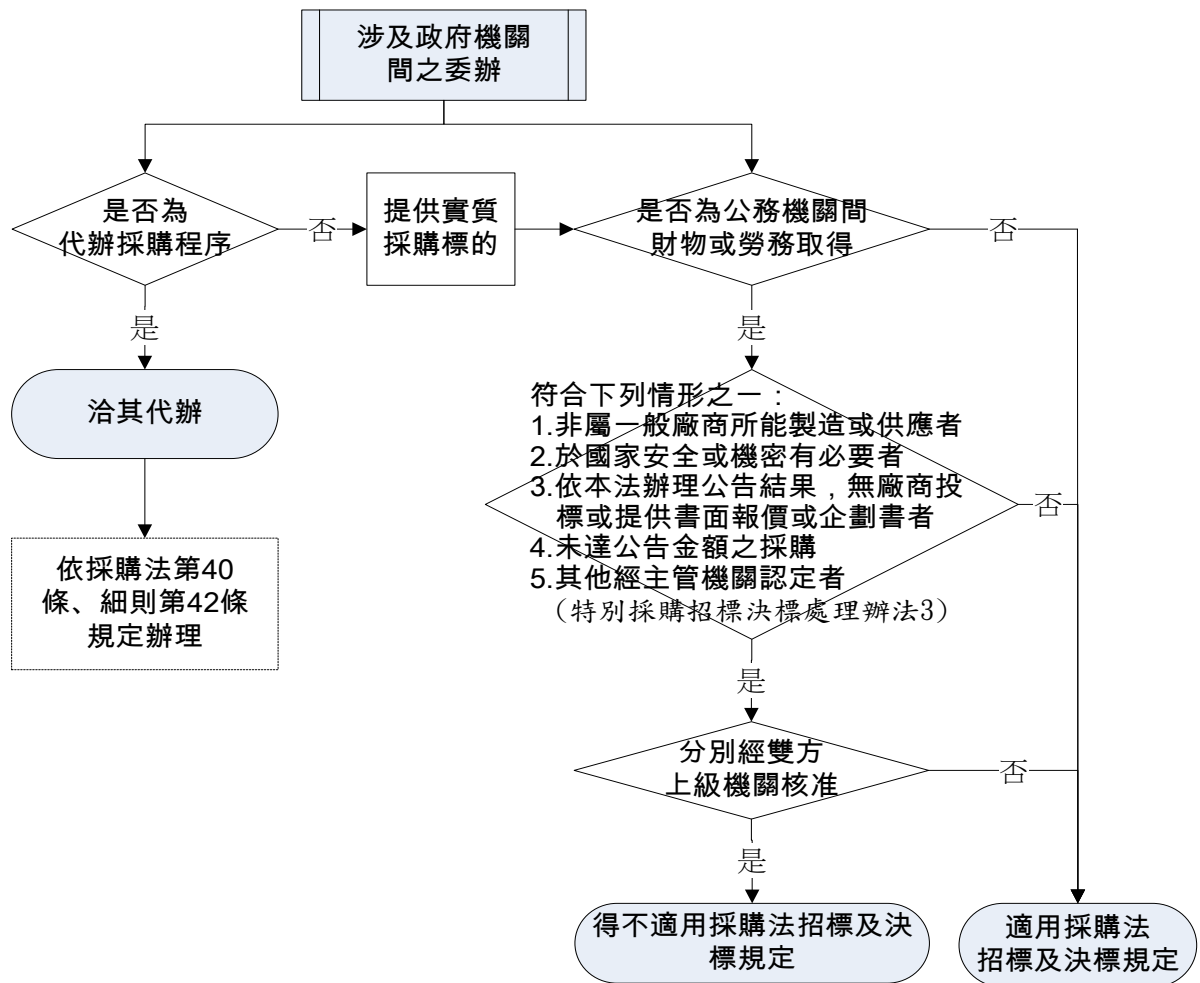 涉及政府機關
間之委辦
是否為
代辦採購程序
否
提供實質
採購標的
是否為公務機關間
財物或勞務取得
否
是
是
洽其代辦
符合下列情形之一：
1.非屬一般廠商所能製造或供應者
2.於國家安全或機密有必要者
3.依本法辦理公告結果，無廠商投
標或提供書面報價或企劃書者
4.未達公告金額之採購
5.其他經主管機關認定者
（特別採購招標決標處理辦法3）
否
依採購法第40
條、細則第42條
規定辦理
是
分別經雙方
上級機關核准
否
是
得不適用採購法招標及決
標規定
適用採購法
招標及決標規定